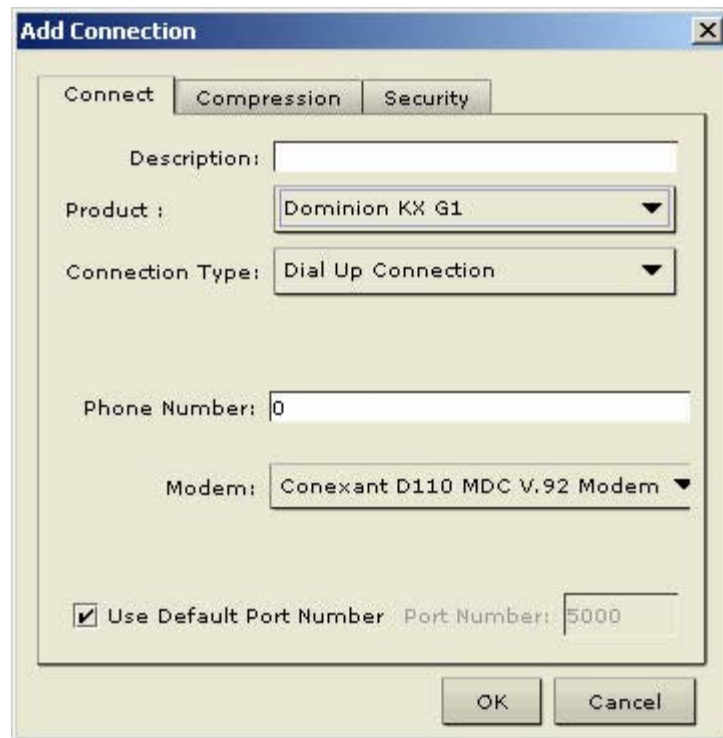 Add Connection
Connect Compression Security
Description:
Product : Dominion KX G1
Connection Type: Dial Up Connection
Phone Number: 0
Modem: Conexant D110 MDC V.92 Modem
Use Default Port Number Port Number: 5000
OK Cancel